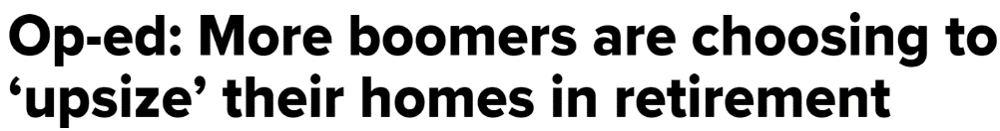 Op-ed: More boomers are choosing to
‘upsize’ their homes in retirement